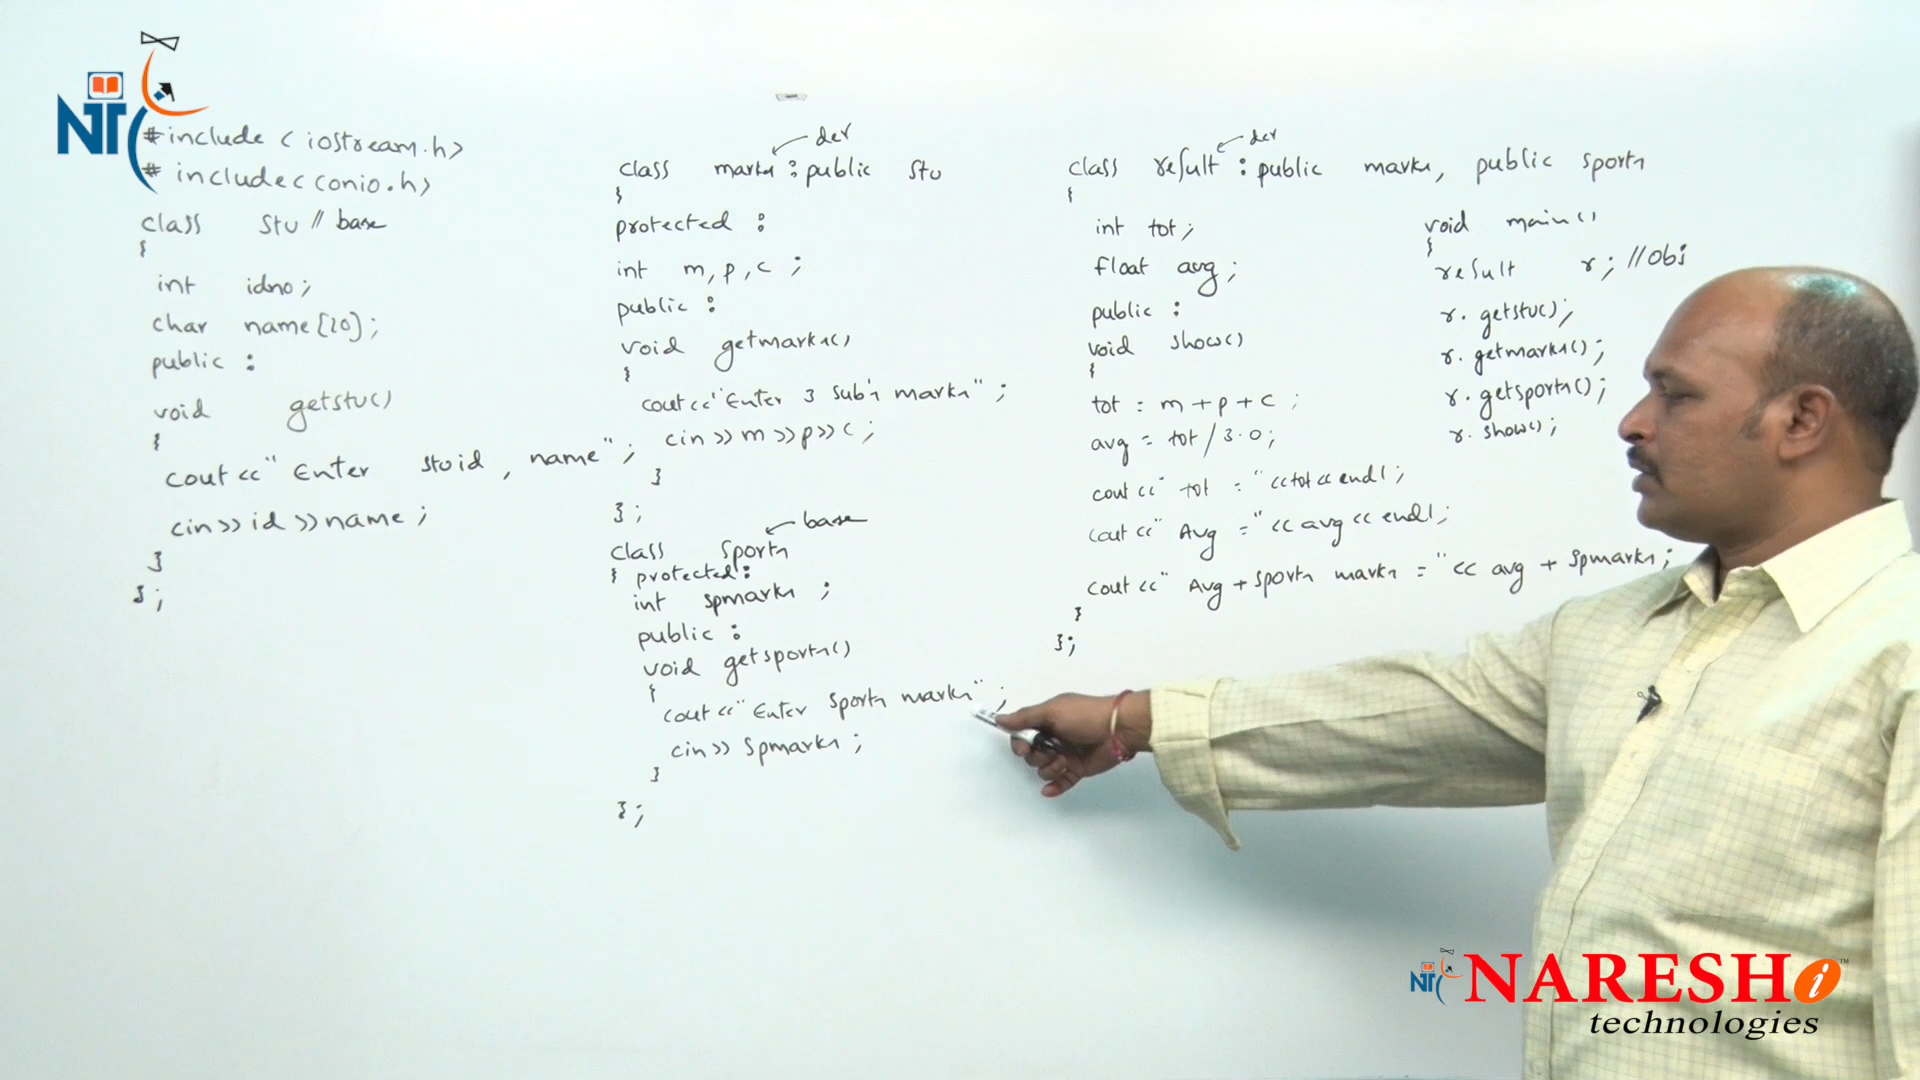 NTC
#include <iostream.h>
#include<conio.h>
class stu // base
{
int idno;
char name[20];
public :
void getstu()
{
cout<<" Enter stuid , name" ;
cin>>id>>name ;
}
};
der
class marks : public stu
{
protected :
int m, p, c ;
public :
void getmarks()
{
cout<<"Enter 3 sub's marks" ;
cin>>m>>p>>c ;
}
};
base
class sports
{ protected :
int spmarks ;
public :
void getsports()
{
cout<<"Enter sports marks" ;
cin>> spmarks ;
}
};
der
class result : public marks, public sports
{
int tot;
float avg ;
public :
void show()
{
tot = m+p+c ;
avg = tot/3.0;
cout<<" tot = "<<tot<<endl;
cout<<" Avg = "<< avg << endl;
cout<<" Avg + sports marks = "<< avg + spmarks;
}
};
void main()
{
result r ; //obj
r. getstu();
r. getmarks();
r. getsports();
r. show();
NTC NARESHi™
technologies